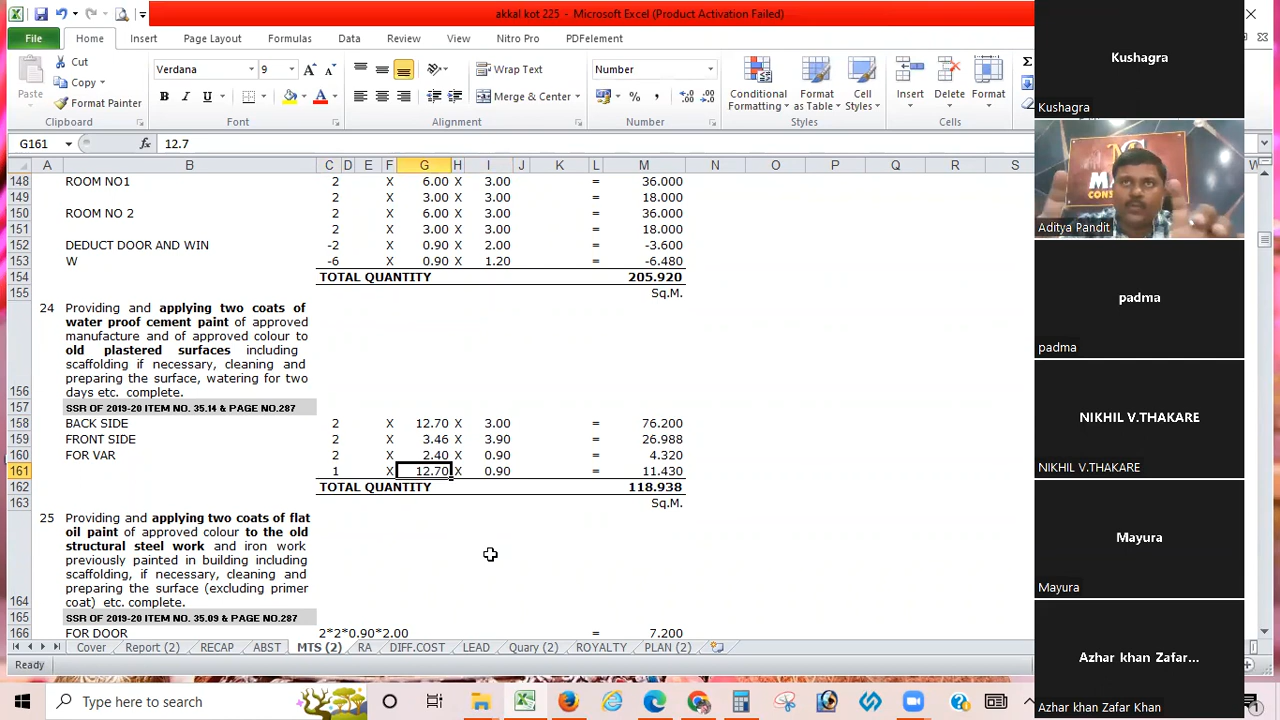 akkal kot 225 - Microsoft Excel (Product Activation Failed)
File Home Insert Page Layout Formulas Data Review View Nitro Pro PDFelement
Cut
Copy
Format Painter
Paste
Clipboard
Verdana 9
B I U
Font
Wrap Text
Merge & Center
Alignment
Number
Number
Conditional Formatting
Format as Table
Cell Styles
Styles
Insert Delete Format
Cells
G161 fx 12.7
A B C D E F G H I J K L M N O P Q R S
148 ROOM NO1 2 X 6.00 X 3.00 = 36.000
149 2 X 3.00 X 3.00 = 18.000
150 ROOM NO 2 2 X 6.00 X 3.00 = 36.000
151 2 X 3.00 X 3.00 = 18.000
152 DEDUCT DOOR AND WIN -2 X 0.90 X 2.00 = -3.600
153 W -6 X 0.90 X 1.20 = -6.480
154 TOTAL QUANTITY 205.920
155 Sq.M.
24 Providing and applying two coats of
water proof cement paint of approved
manufacture and of approved colour to
old plastered surfaces including
scaffolding if necessary, cleaning and
preparing the surface, watering for two
156 days etc. complete.
157 SSR OF 2019-20 ITEM NO. 35.14 & PAGE NO.287
158 BACK SIDE 2 X 12.70 X 3.00 = 76.200
159 FRONT SIDE 2 X 3.46 X 3.90 = 26.988
160 FOR VAR 2 X 2.40 X 0.90 = 4.320
161 1 X 12.70 X 0.90 = 11.430
162 TOTAL QUANTITY 118.938
163 Sq.M.
25 Providing and applying two coats of flat
oil paint of approved colour to the old
structural steel work and iron work
previously painted in building including
scaffolding, if necessary, cleaning and
preparing the surface (excluding primer
164 coat) etc. complete.
165 SSR OF 2019-20 ITEM NO. 35.09 & PAGE NO.287
166 FOR DOOR 2*2*0.90*2.00 = 7.200
Cover Report (2) RECAP ABST MTS (2) RA DIFF.COST LEAD Qury (2) ROYALTY PLAN (2)
Ready
Type here to search
Kushagra
Kushagra
Aditya Pandit
padma
padma
NIKHIL V.THAKARE
NIKHIL V.THAKARE
Mayura
Mayura
Azhar khan Zafar...
Azhar khan Zafar Khan